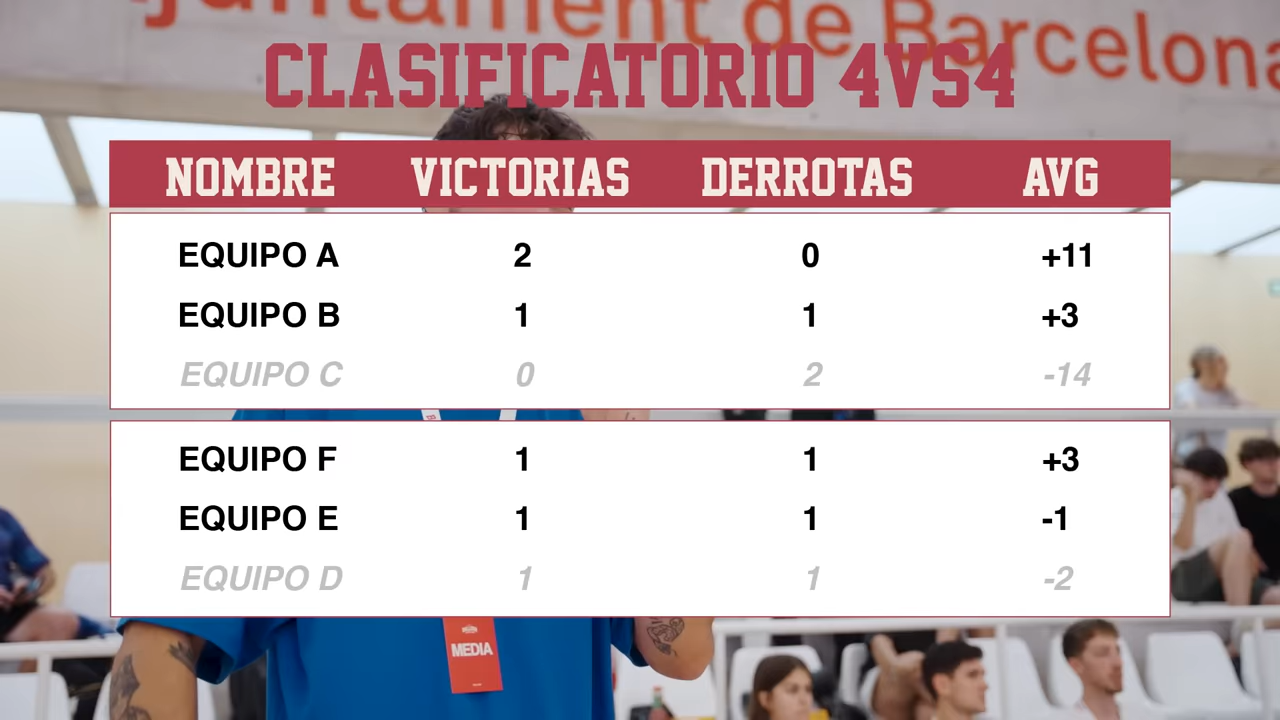 Ajuntament de Barcelona
CLASIFICATORIO 4VS4
NOMBRE VICTORIAS DERROTAS AVG
EQUIPO A 2 0 +11
EQUIPO B 1 1 +3
EQUIPO C 0 2 -14
EQUIPO F 1 1 +3
EQUIPO E 1 1 -1
EQUIPO D 1 1 -2
MEDIA